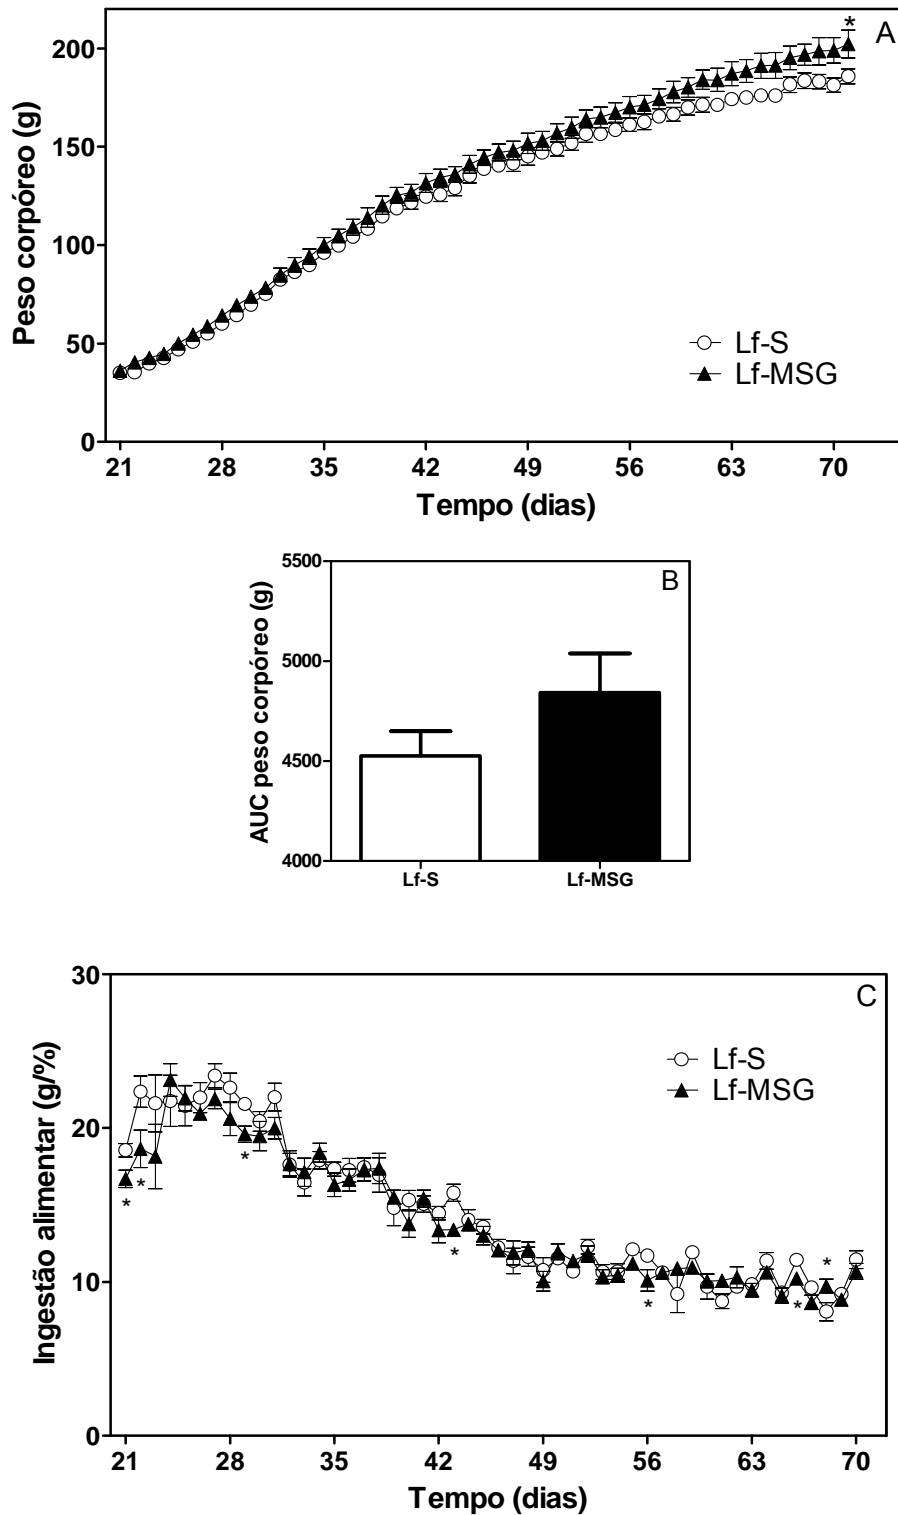 *
A
200
150
100
50
0
Peso corpóreo (g)
Lf-S
Lf-MSG
21 28 35 42 49 56 63 70
Tempo (dias)
B
5500
5000
4500
4000
AUC peso corpóreo (g)
Lf-S Lf-MSG
C
30
20
10
0
Ingestão alimentar (g/%)
Lf-S
Lf-MSG
* * * * * * *
21 28 35 42 49 56 63 70
Tempo (dias)